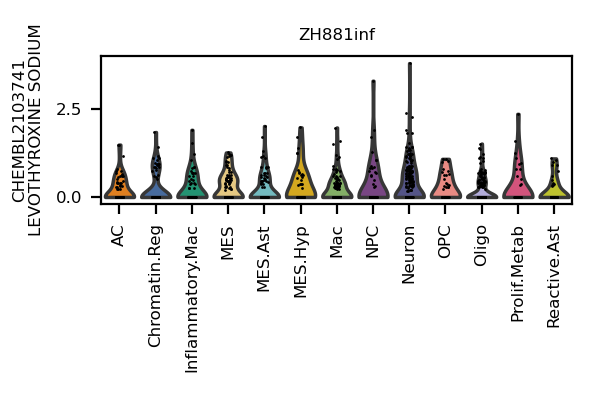 ZH881inf
CHEMBL2103741
LEVOTHYROXINE SODIUM
2.5
0.0
AC
Chromatin.Reg
Inflammatory.Mac
MES
MES.Ast
MES.Hyp
Mac
NPC
Neuron
OPC
Oligo
Prolif.Metab
Reactive.Ast